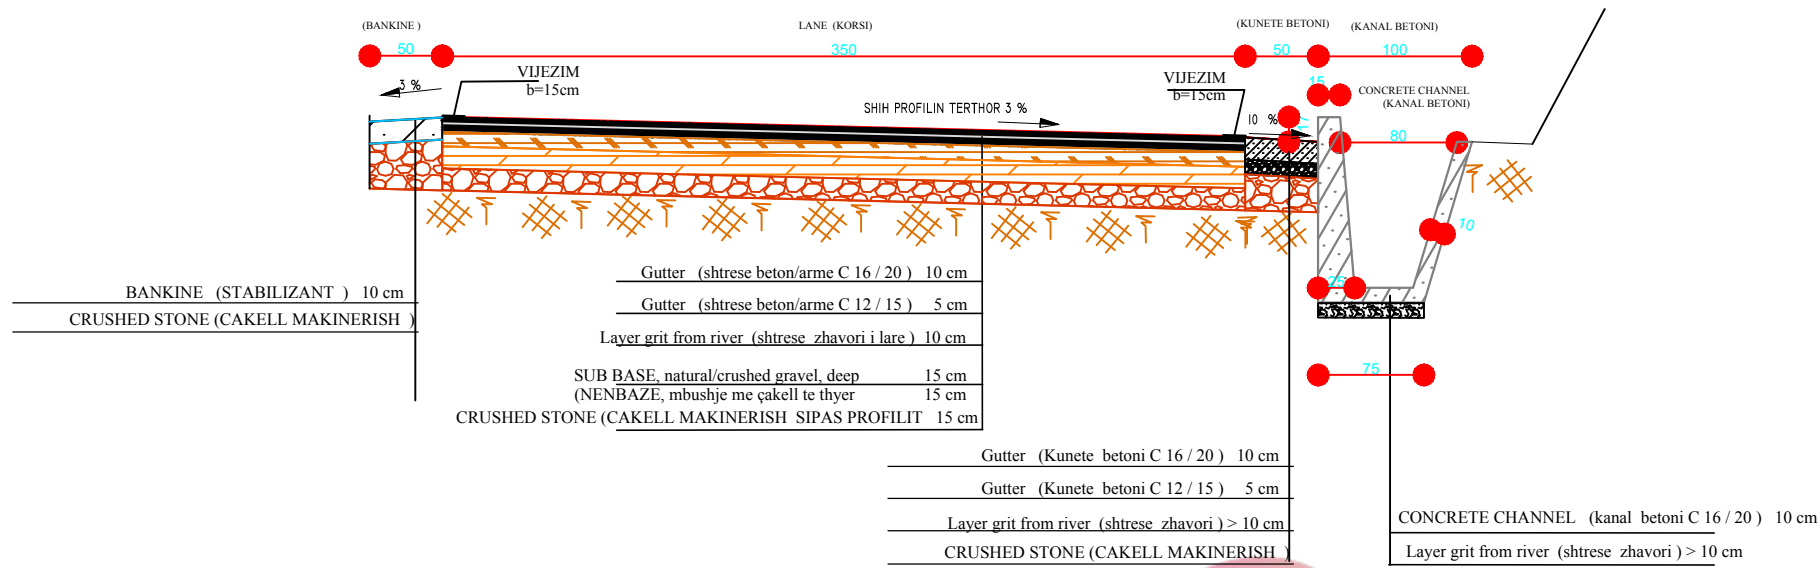 (BANKINE )
LANE (KORSI)
(KUNETE BETONI)
(KANAL BETONI)
50
350
50
100
3 %
VIJEZIM
b=15cm
SHIH PROFILIN TERTHOR 3 %
VIJEZIM
b=15cm
10 %
17
15
CONCRETE CHANNEL
(KANAL BETONI)
80
10
25
75
BANKINE (STABILIZANT ) 10 cm
CRUSHED STONE (CAKELL MAKINERISH )
Gutter (shtrese beton/arme C 16 / 20 ) 10 cm
Gutter (shtrese beton/arme C 12 / 15 ) 5 cm
Layer grit from river (shtrese zhavori i lare ) 10 cm
SUB BASE, natural/crushed gravel, deep 15 cm
(NENBAZE, mbushje me çakell te thyer 15 cm
CRUSHED STONE (CAKELL MAKINERISH SIPAS PROFILIT 15 cm
Gutter (Kunete betoni C 16 / 20 ) 10 cm
Gutter (Kunete betoni C 12 / 15 ) 5 cm
Layer grit from river (shtrese zhavori ) > 10 cm
CRUSHED STONE (CAKELL MAKINERISH )
CONCRETE CHANNEL (kanal betoni C 16 / 20 ) 10 cm
Layer grit from river (shtrese zhavori ) > 10 cm